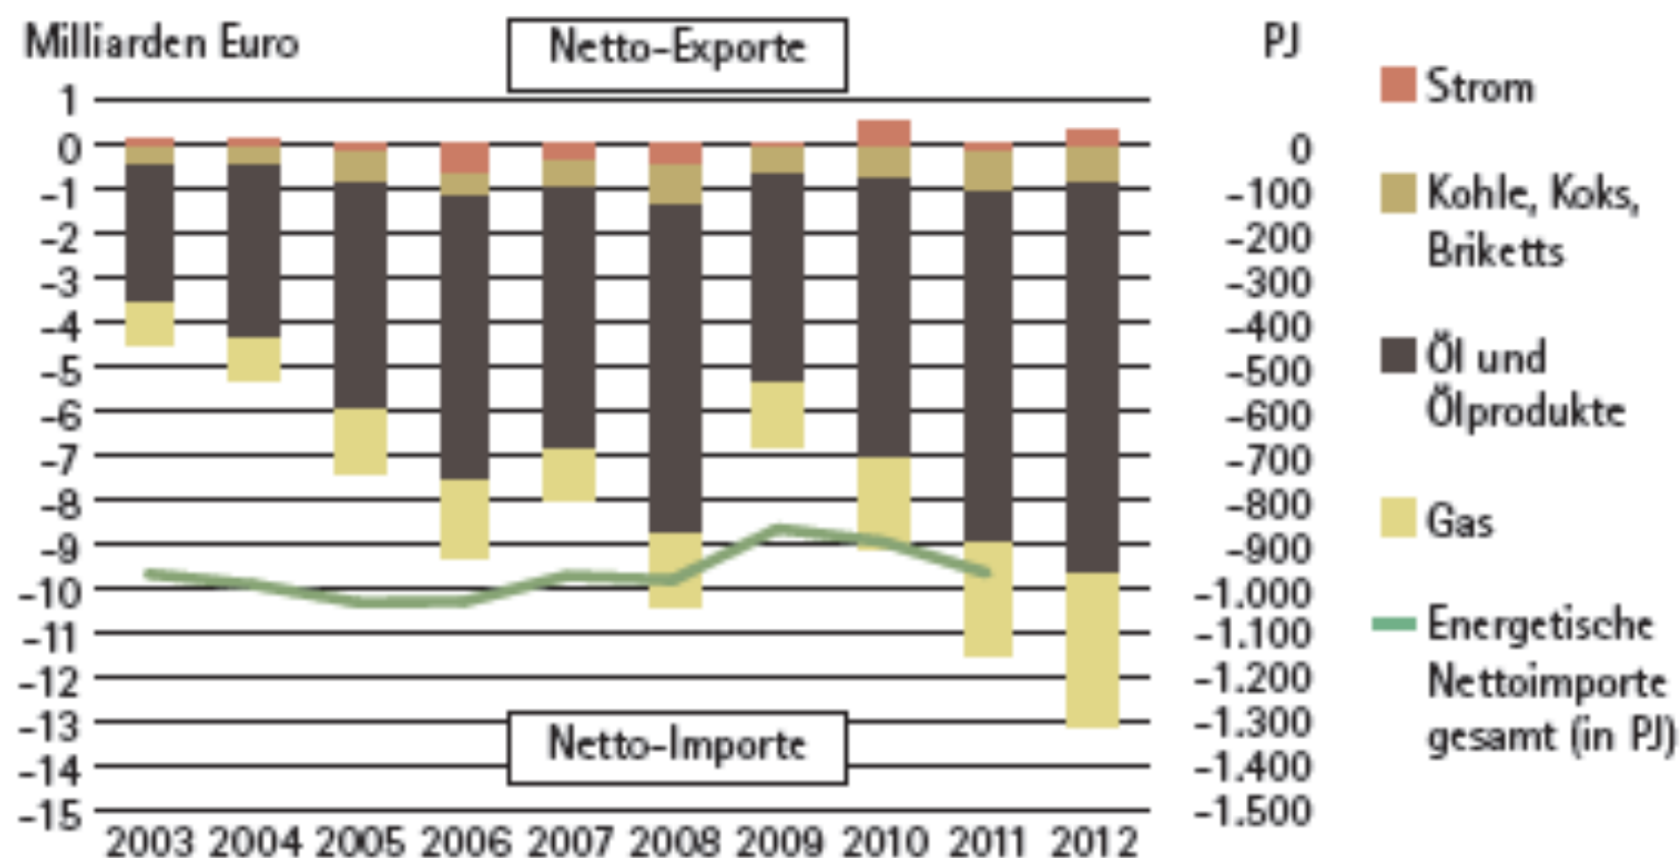 Milliarden Euro
Netto-Exporte
PJ
1
0
-1
-2
-3
-4
-5
-6
-7
-8
-9
-10
-11
-12
-13
-14
-15
0
-100
-200
-300
-400
-500
-600
-700
-800
-900
-1.000
-1.100
-1.200
-1.300
-1.400
-1.500
Netto-Importe
2003 2004 2005 2006 2007 2008 2009 2010 2011 2012
Strom
Kohle, Koks,
Briketts
Öl und
Ölprodukte
Gas
Energetische
Nettoimporte
gesamt (in PJ)